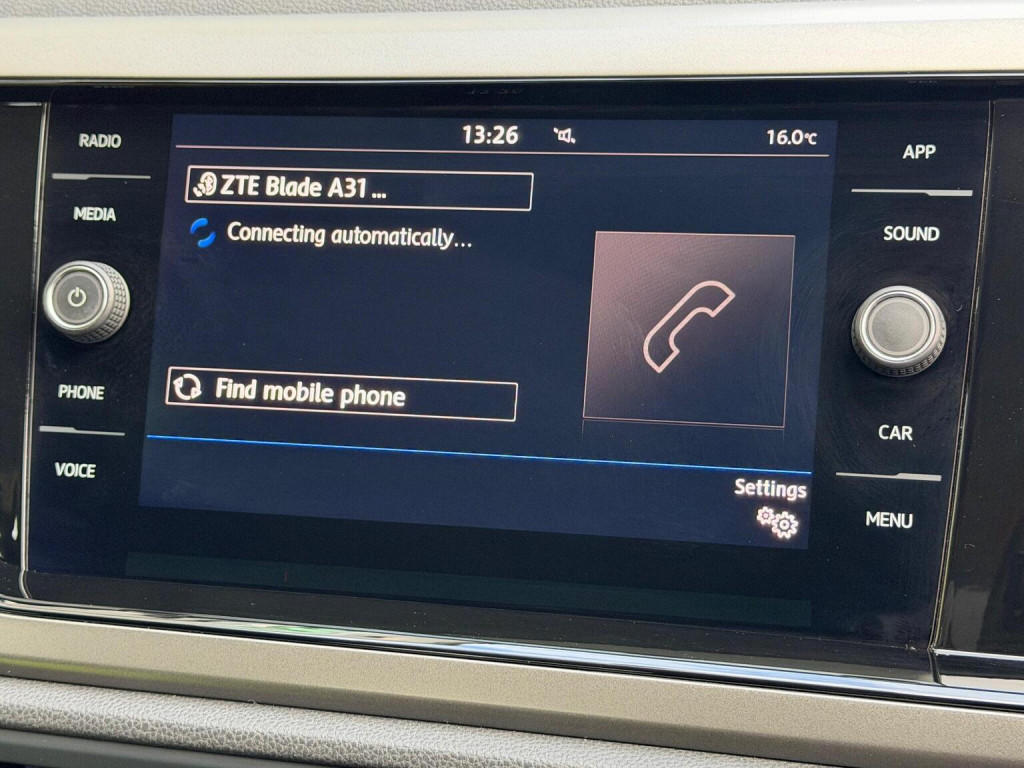 RADIO
MEDIA
PHONE
VOICE
13:26
16.0°C
ZTE Blade A31 ...
Connecting automatically...
Find mobile phone
Settings
APP
SOUND
CAR
MENU